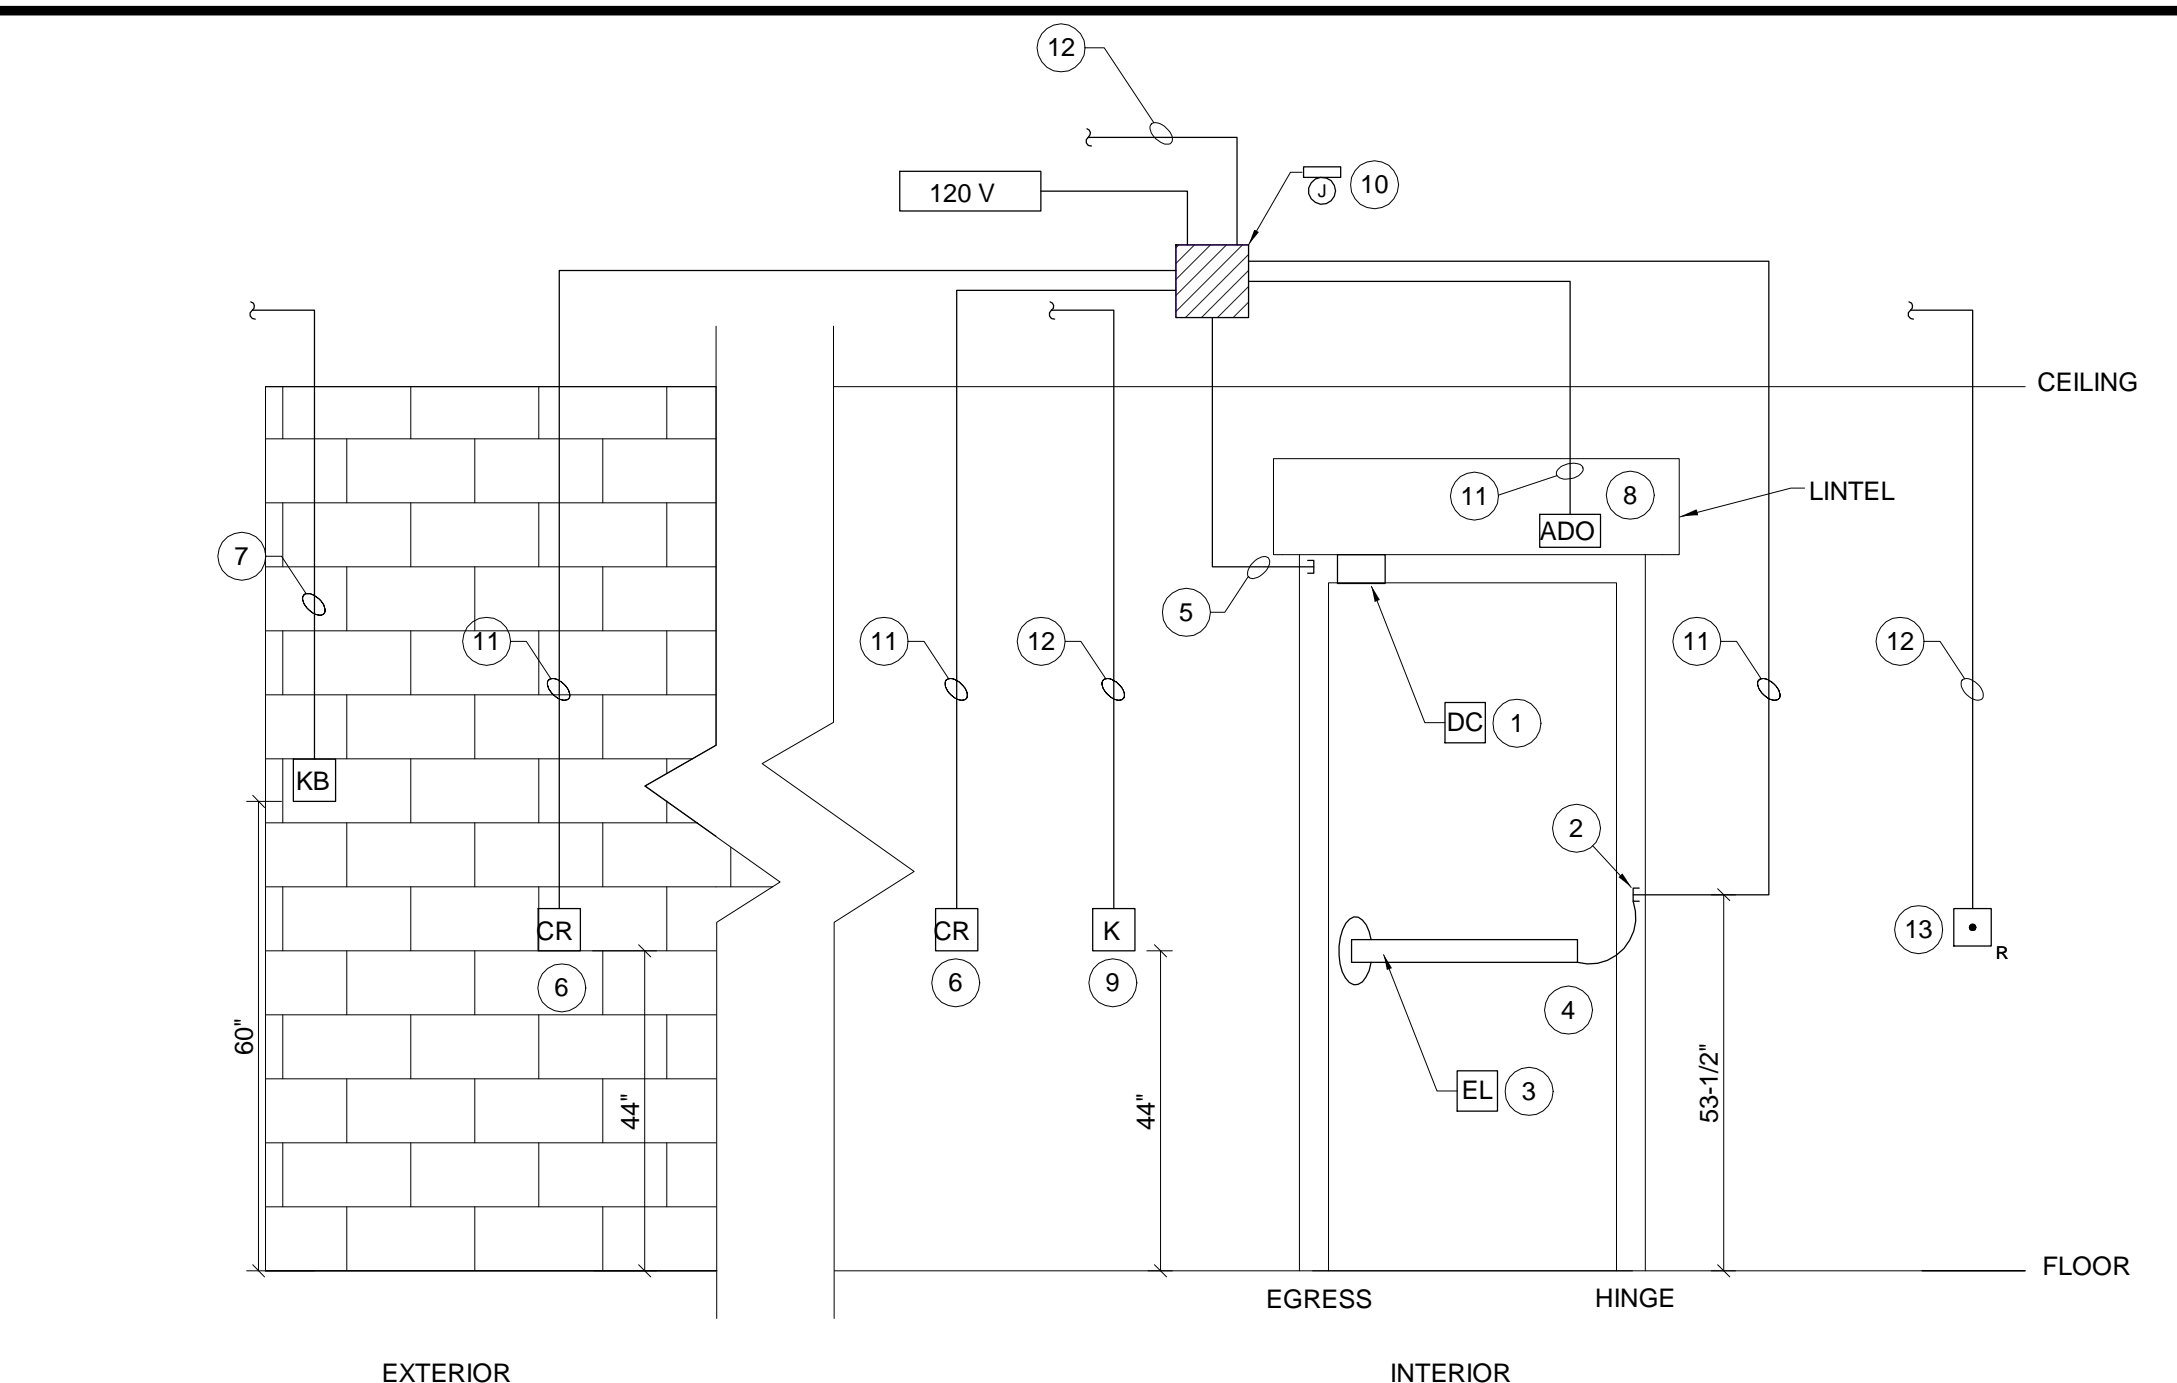 12
120 V
J
10
CEILING
11
8
LINTEL
ADO
7
5
11
11
12
11
12
DC
1
KB
2
CR
CR
K
13
R
6
6
9
4
60"
44"
44"
53-1/2"
EL
3
FLOOR
EGRESS
HINGE
EXTERIOR
INTERIOR